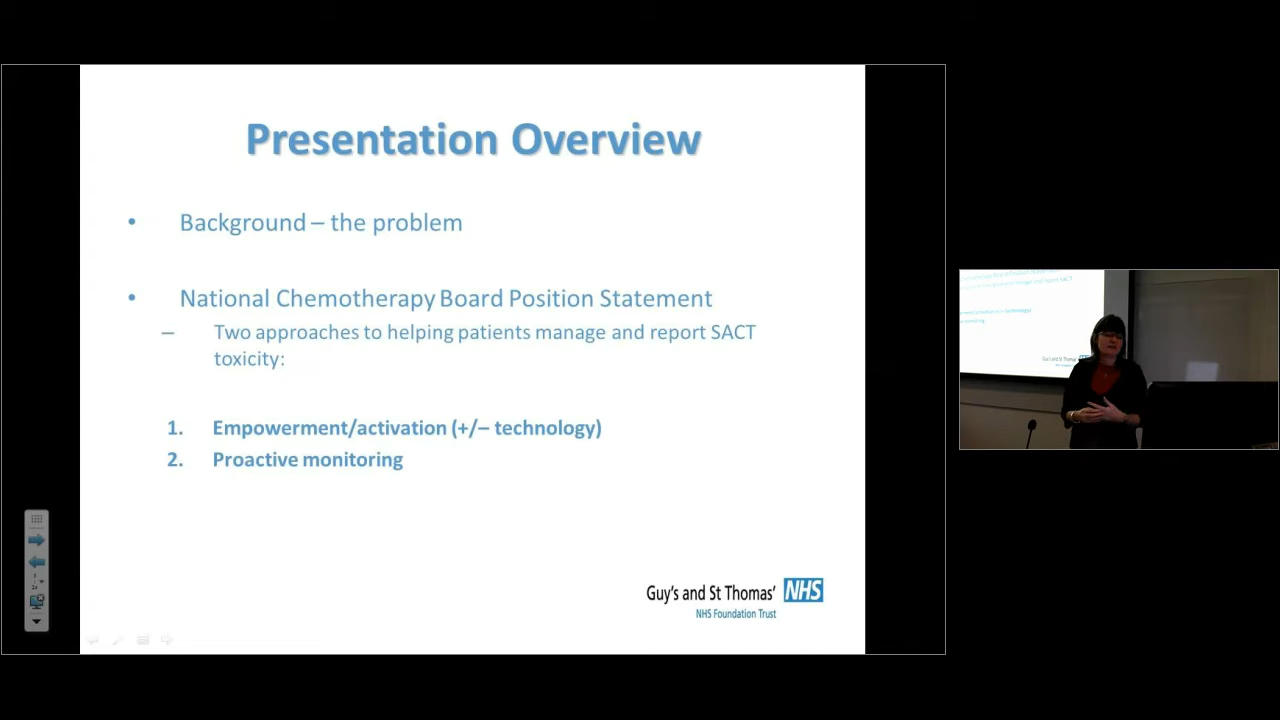 Presentation Overview
• Background – the problem
• National Chemotherapy Board Position Statement
– Two approaches to helping patients manage and report SACT
toxicity:
1. Empowerment/activation (+/– technology)
2. Proactive monitoring
Guy's and St Thomas' NHS
NHS Foundation Trust